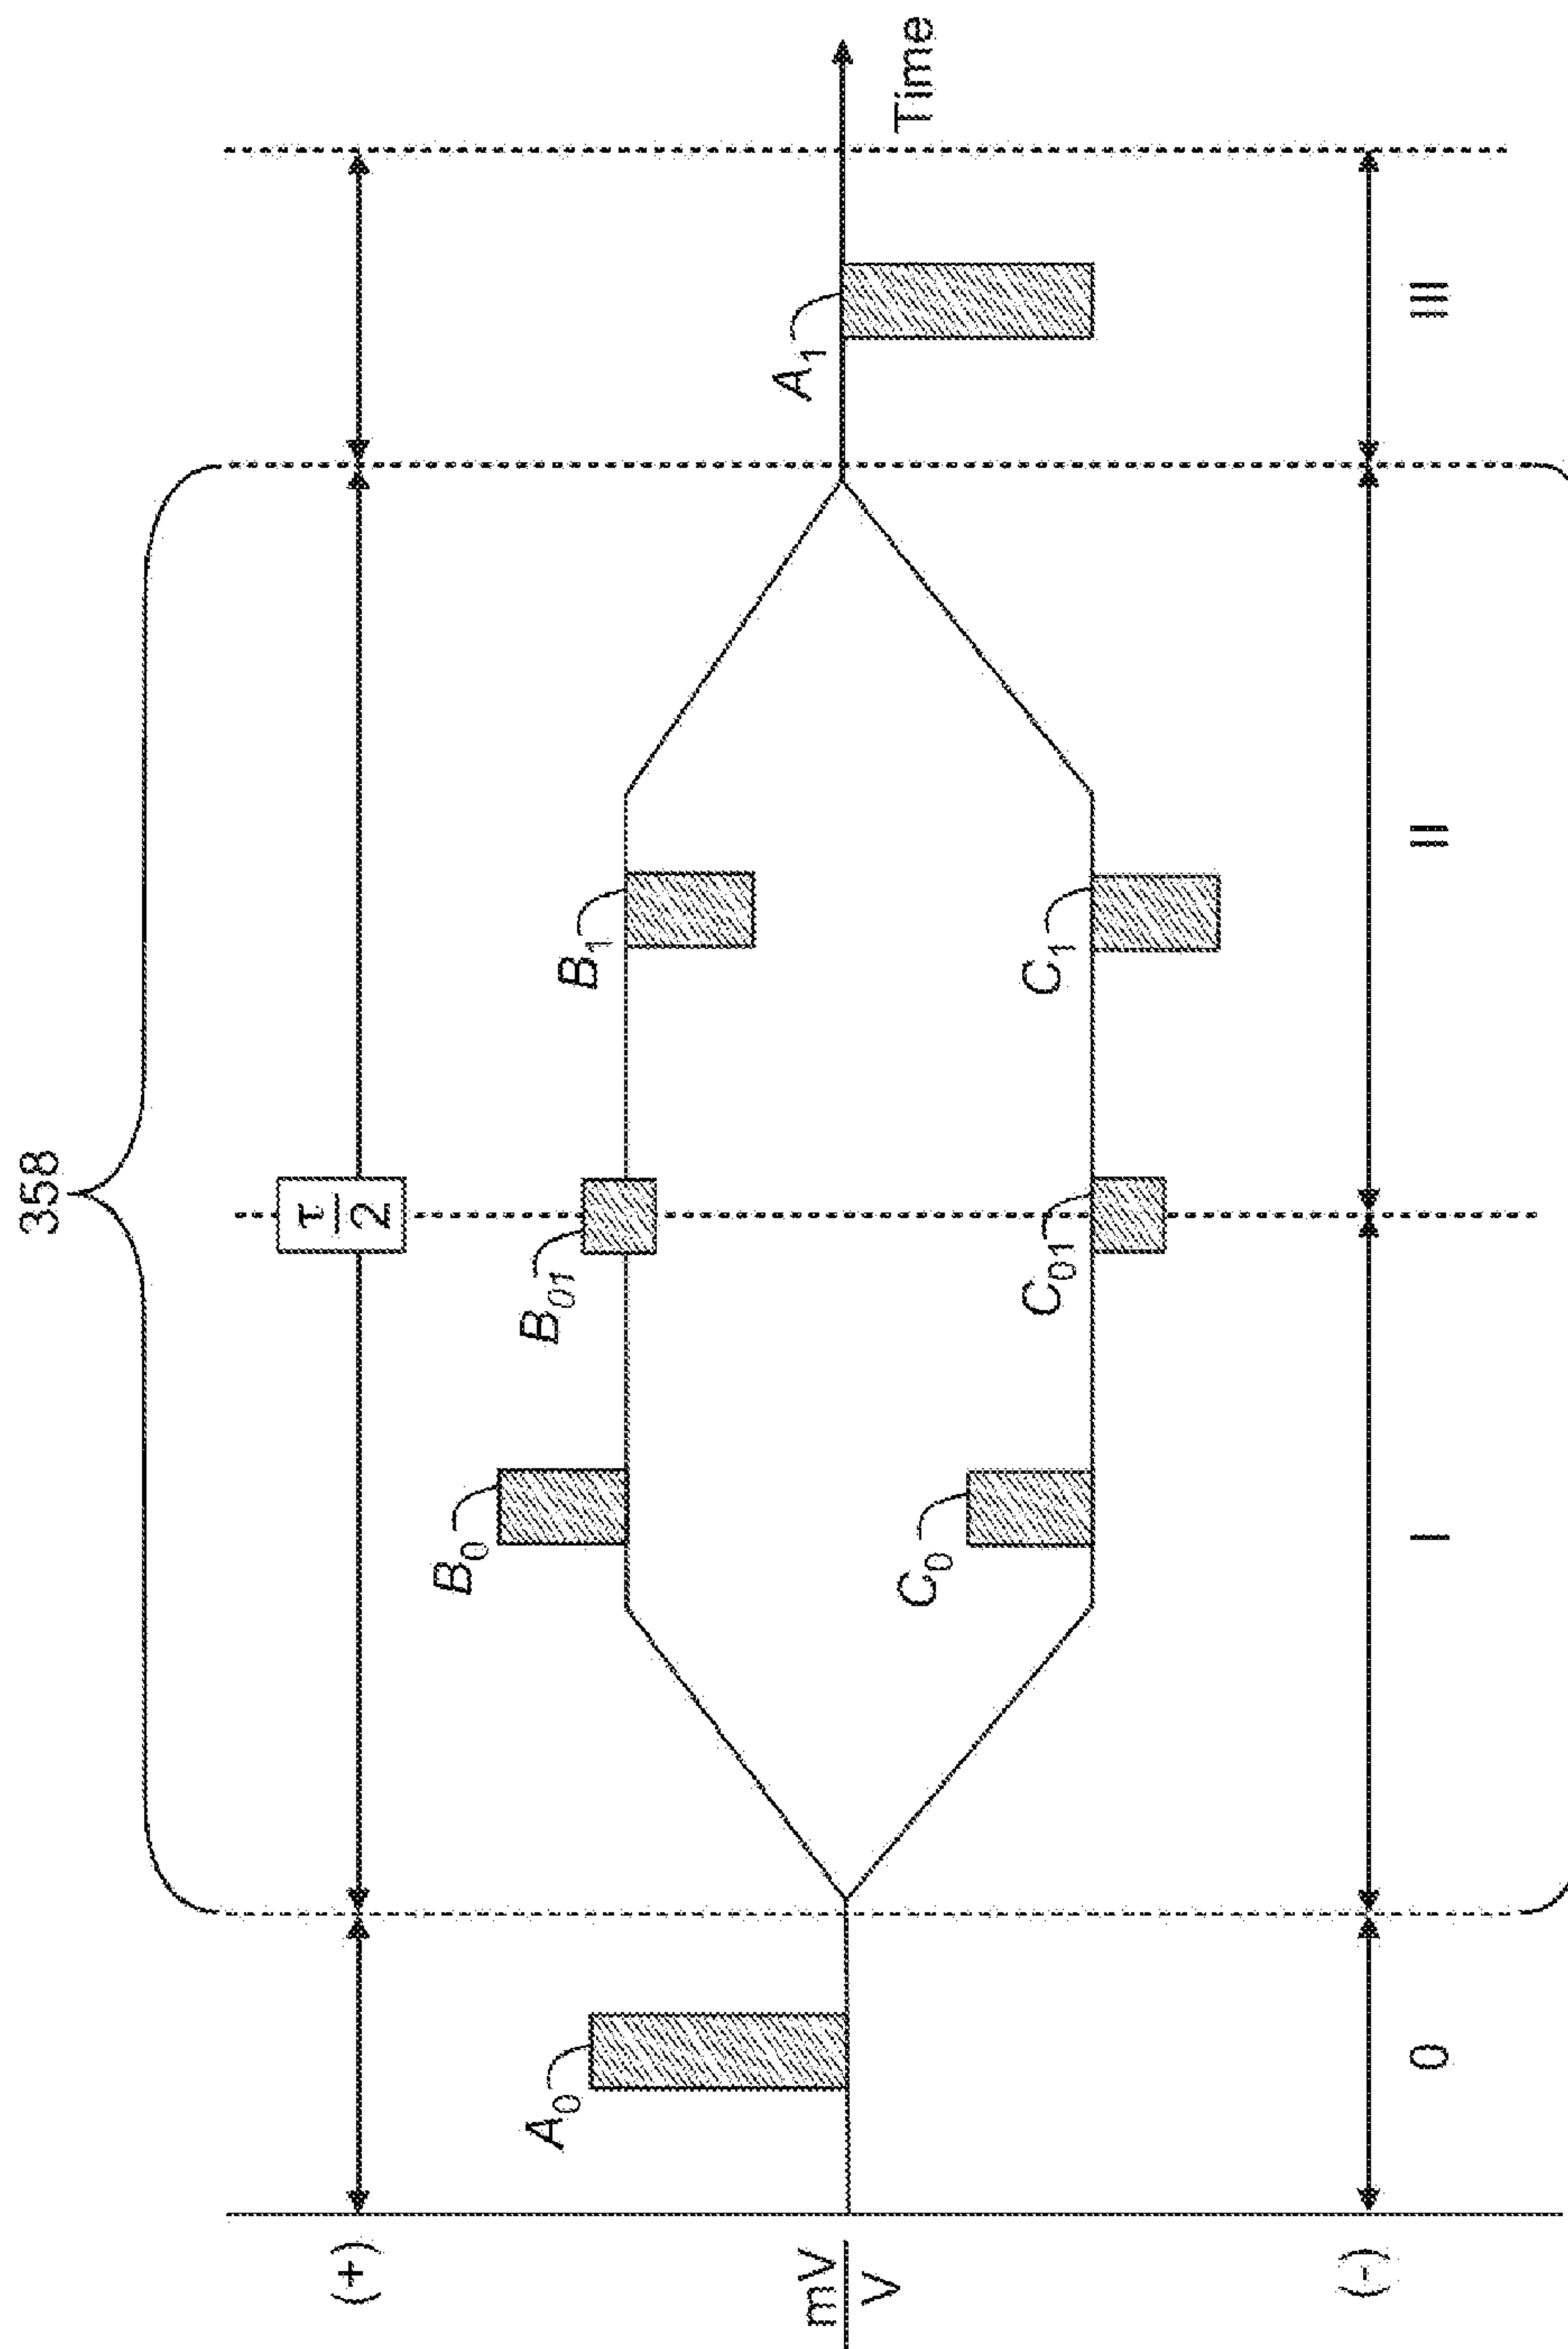 358
(+)
τ
2
B0
B01
B1
A0
A1
mV
V
Time
C0
C01
C1
(-)
0
I
II
III